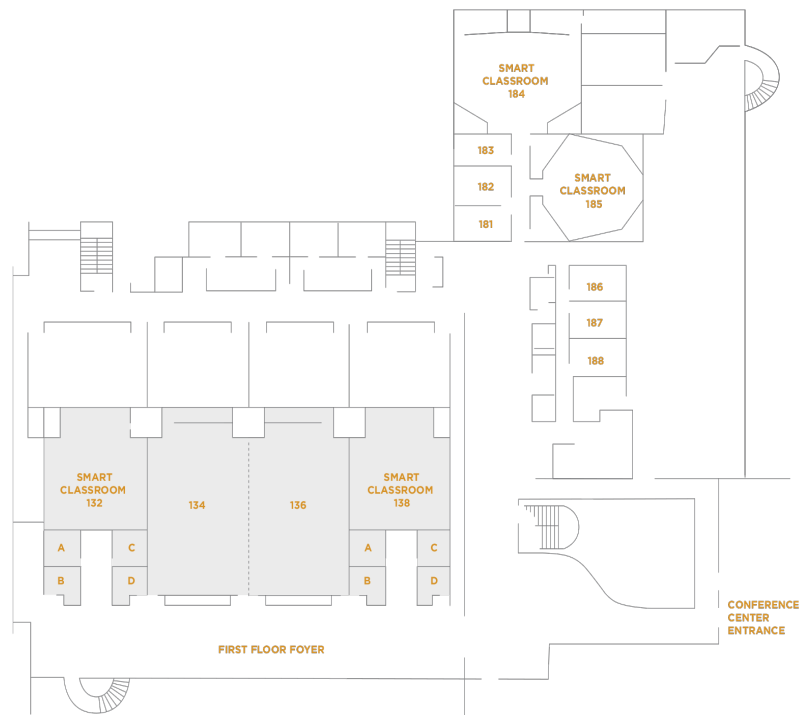 SMART
CLASSROOM
184
183
182
181
SMART
CLASSROOM
185
186
187
188
SMART
CLASSROOM
132
134
136
SMART
CLASSROOM
138
A
C
A
C
B
D
B
D
CONFERENCE
CENTER
ENTRANCE
FIRST FLOOR FOYER